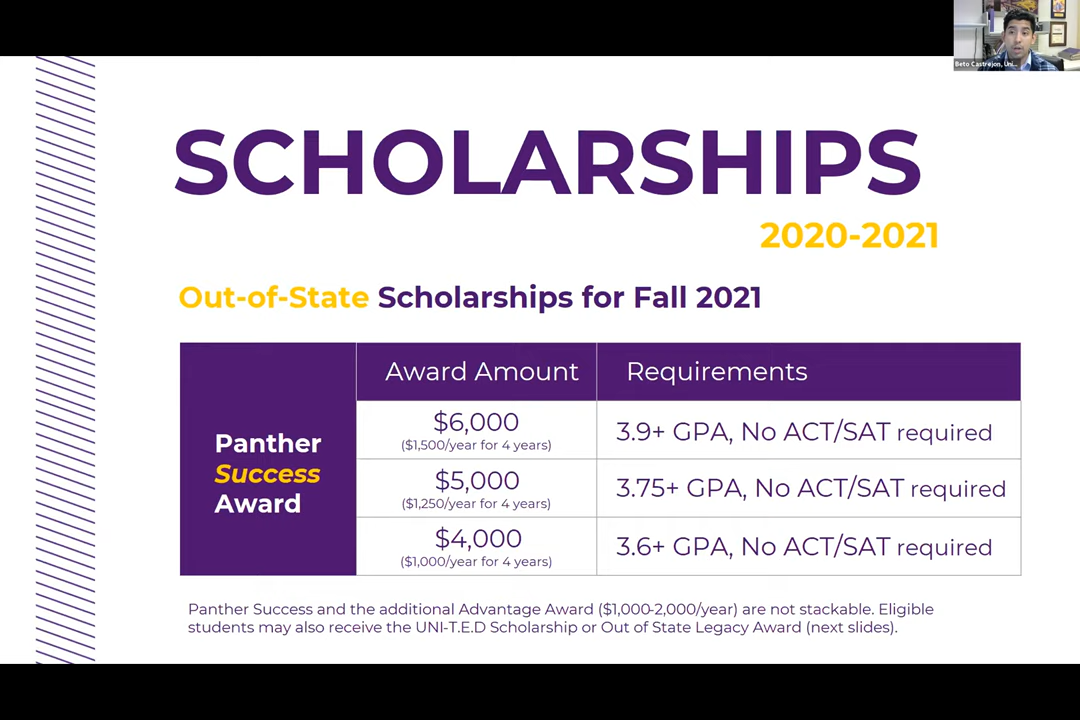 Beto Castrejon, Uni...
SCHOLARSHIPS
2020-2021
Out-of-State Scholarships for Fall 2021
Award Amount Requirements
Panther
Success
Award
$6,000
($1,500/year for 4 years)
3.9+ GPA, No ACT/SAT required
$5,000
($1,250/year for 4 years)
3.75+ GPA, No ACT/SAT required
$4,000
($1,000/year for 4 years)
3.6+ GPA, No ACT/SAT required
Panther Success and the additional Advantage Award ($1,000-2,000/year) are not stackable. Eligible
students may also receive the UNI-T.E.D Scholarship or Out of State Legacy Award (next slides).